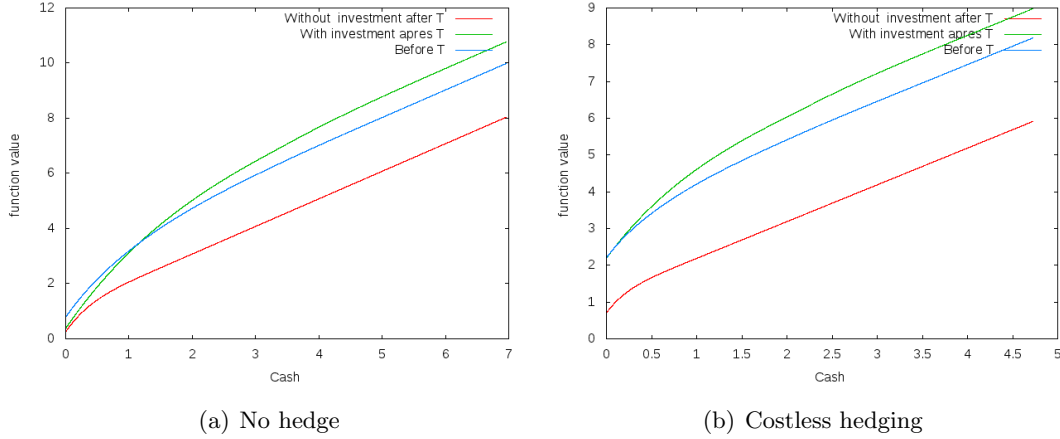 12
10
8
6
4
2
0
0 1 2 3 4 5 6 7
function value
Cash
Without  investment after T
With investment apres T
Before T
(a) No hedge
9
8
7
6
5
4
3
2
1
0
0 0.5 1 1.5 2 2.5 3 3.5 4 4.5 5
function value
Cash
Without  investment after T
With investment apres T
Before T
(b) Costless hedging